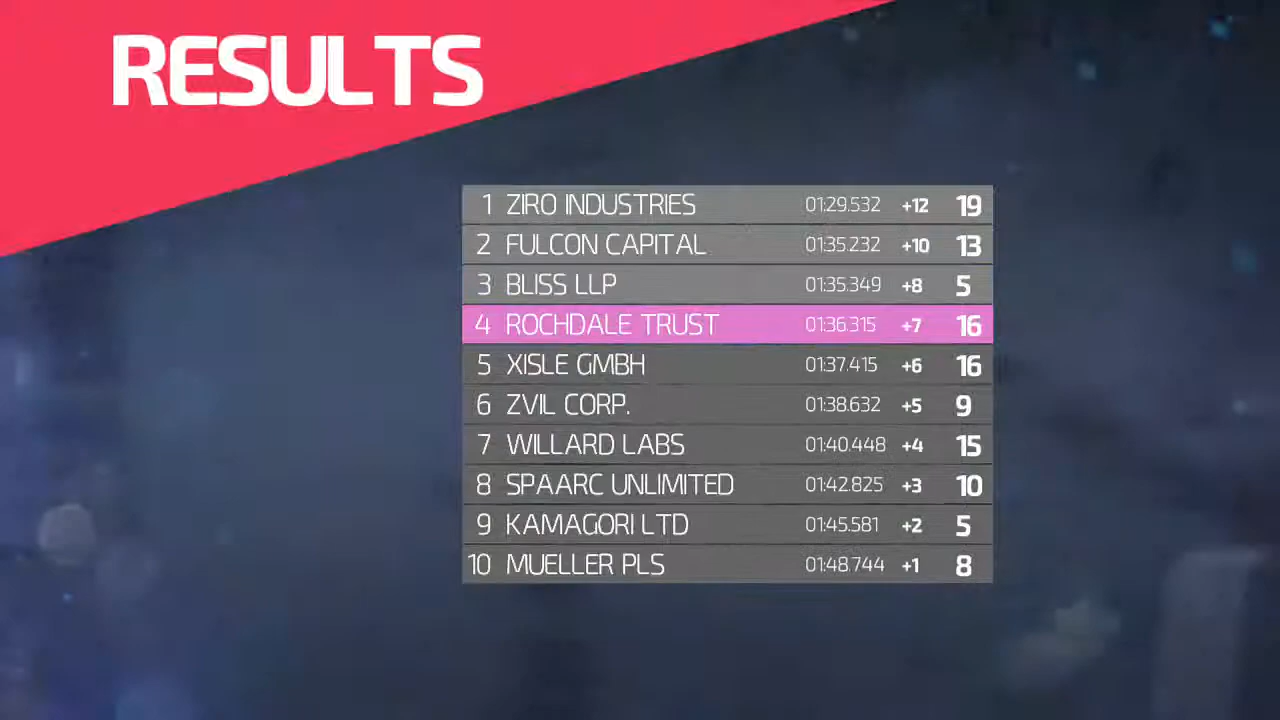 RESULTS
1 ZIRO INDUSTRIES 01:29.532 +12 19
2 FULCON CAPITAL 01:35.232 +10 13
3 BLISS LLP 01:35.349 +8 5
4 ROCHDALE TRUST 01:36.315 +7 16
5 XISLE GMBH 01:37.415 +6 16
6 ZVIL CORP. 01:38.632 +5 9
7 WILLARD LABS 01:40.448 +4 15
8 SPAARC UNLIMITED 01:42.825 +3 10
9 KAMAGORI LTD 01:45.581 +2 5
10 MUELLER PLS 01:48.744 +1 8